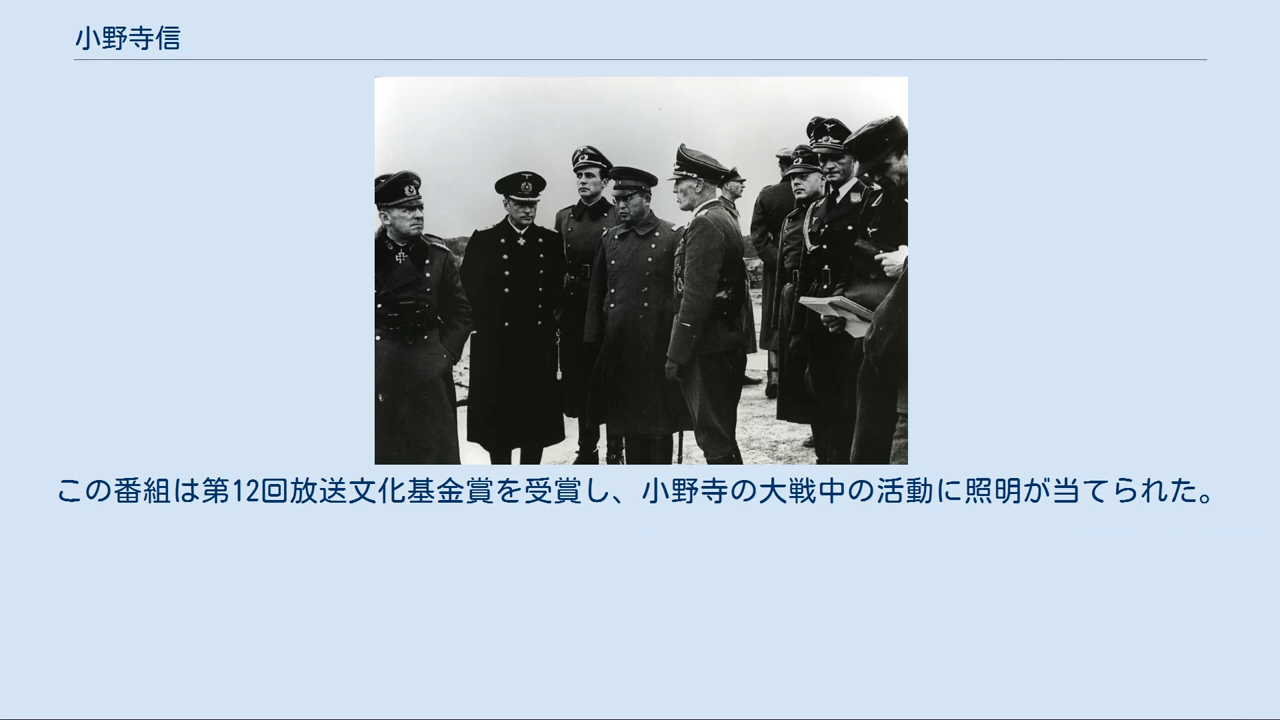 小野寺信
この番組は第12回放送文化基金賞を受賞し、小野寺の大戦中の活動に照明が当てられた。